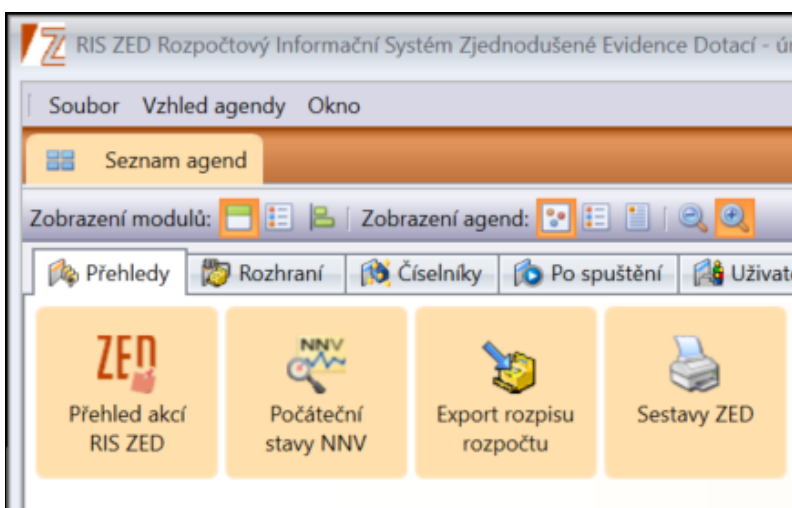 RIS ZED Rozpočtový Informační Systém Zjednodušené Evidence Dotací -
Soubor Vzhled agendy Okno
Seznam agend
Zobrazení modulů: Zobrazení agend:
Přehledy Rozhraní Číselníky Po spuštění
ZED NNV
Přehled akcí Počáteční Export rozpisu Sestavy ZED
RIS ZED stavy NNV rozpočtu